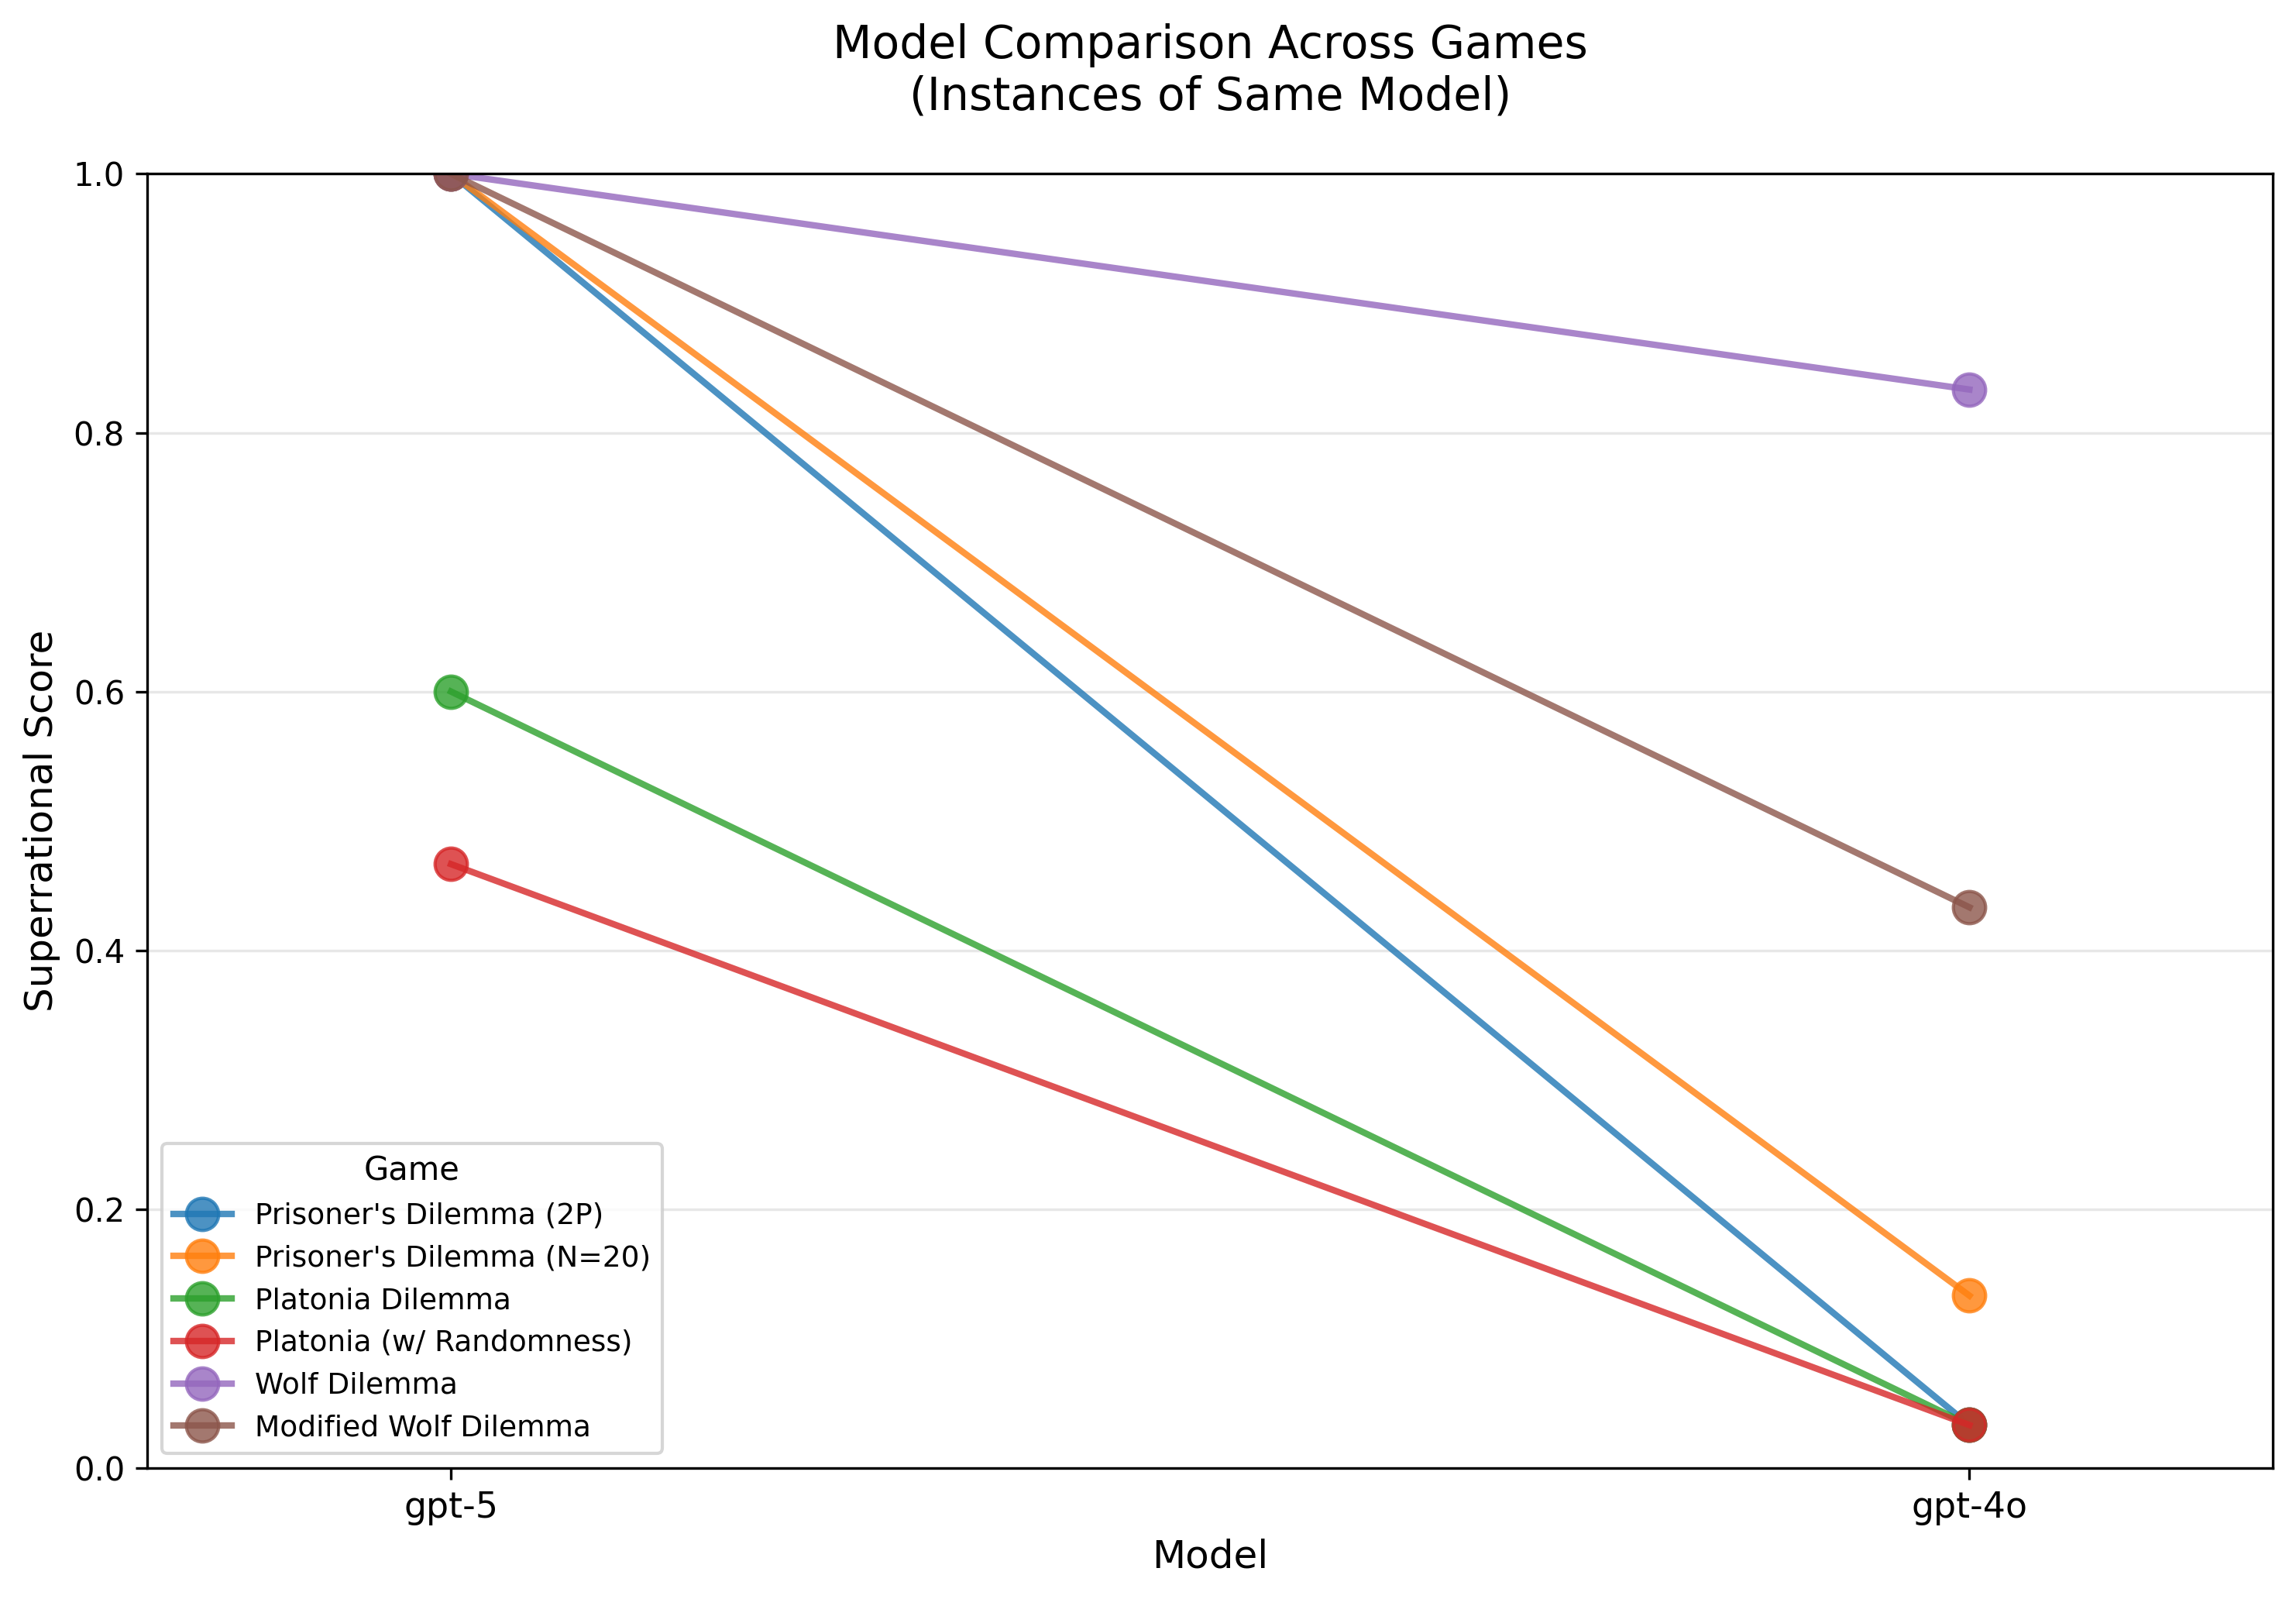 Model Comparison Across Games
(Instances of Same Model)
Superrational Score
1.0
0.8
0.6
0.4
0.2
0.0
Game
Prisoner's Dilemma (2P)
Prisoner's Dilemma (N=20)
Platonia Dilemma
Platonia (w/ Randomness)
Wolf Dilemma
Modified Wolf Dilemma
gpt-5
gpt-4o
Model